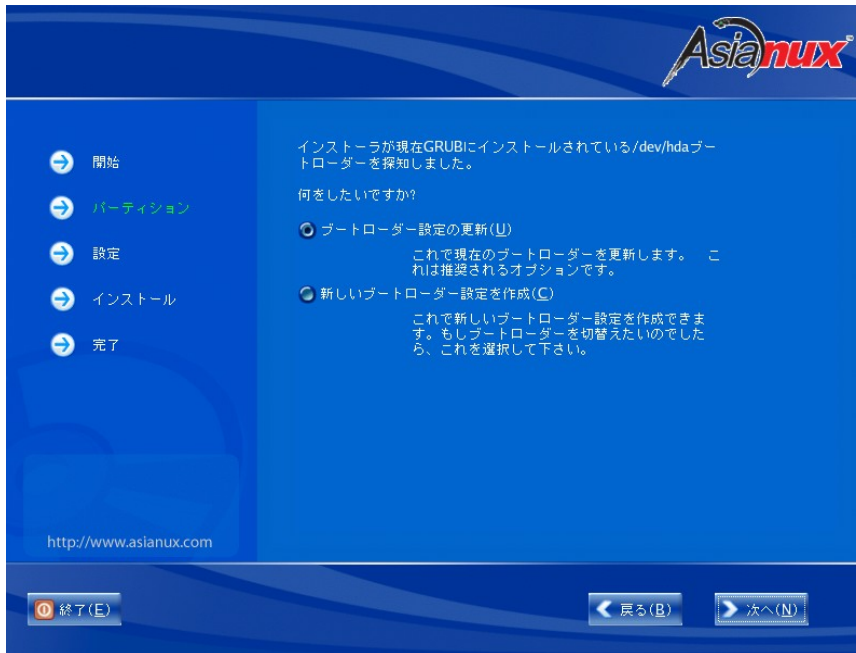 Asianux
開始
パーティション
設定
インストール
完了
http://www.asianux.com
インストーラが現在GRUBにインストールされている/dev/hdaブー
トローダーを探知しました。
何をしたいですか?
ブートローダー設定の更新(U)
これで現在のブートローダーを更新します。 こ
れは推奨されるオプションです。
新しいブートローダー設定を作成(C)
これで新しいブートローダー設定を作成できま
す。もしブートローダーを切替えたいのでした
ら、これを選択して下さい。
終了(E)
戻る(B)
次へ(N)